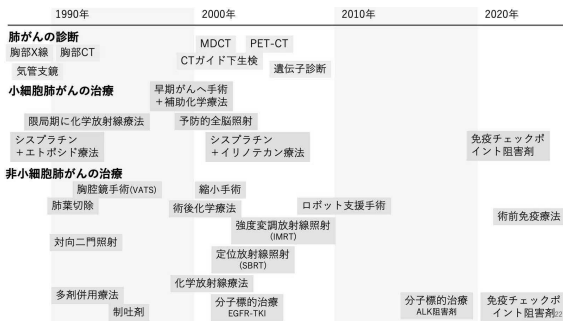 1990年 2000年 2010年 2020年
肺がんの診断
胸部X線 胸部CT MDCT PET-CT
CTガイド下生検
気管支鏡 遺伝子診断
小細胞肺がんの治療
早期がんへ手術
＋補助化学療法
限局期に化学放射線療法 予防的全脳照射
シスプラチン
＋エトポシド療法
シスプラチン
＋イリノテカン療法
免疫チェックポ
イント阻害剤
非小細胞肺がんの治療
胸腔鏡手術(VATS) 縮小手術
肺葉切除 術後化学療法 ロボット支援手術
術前免疫療法
強度変調放射線照射
(IMRT)
対向二門照射
定位放射線照射
(SBRT)
化学放射線療法
多剤併用療法
制吐剤
分子標的治療
EGFR-TKI
分子標的治療
ALK阻害剤
免疫チェックポ
イント阻害剤
22